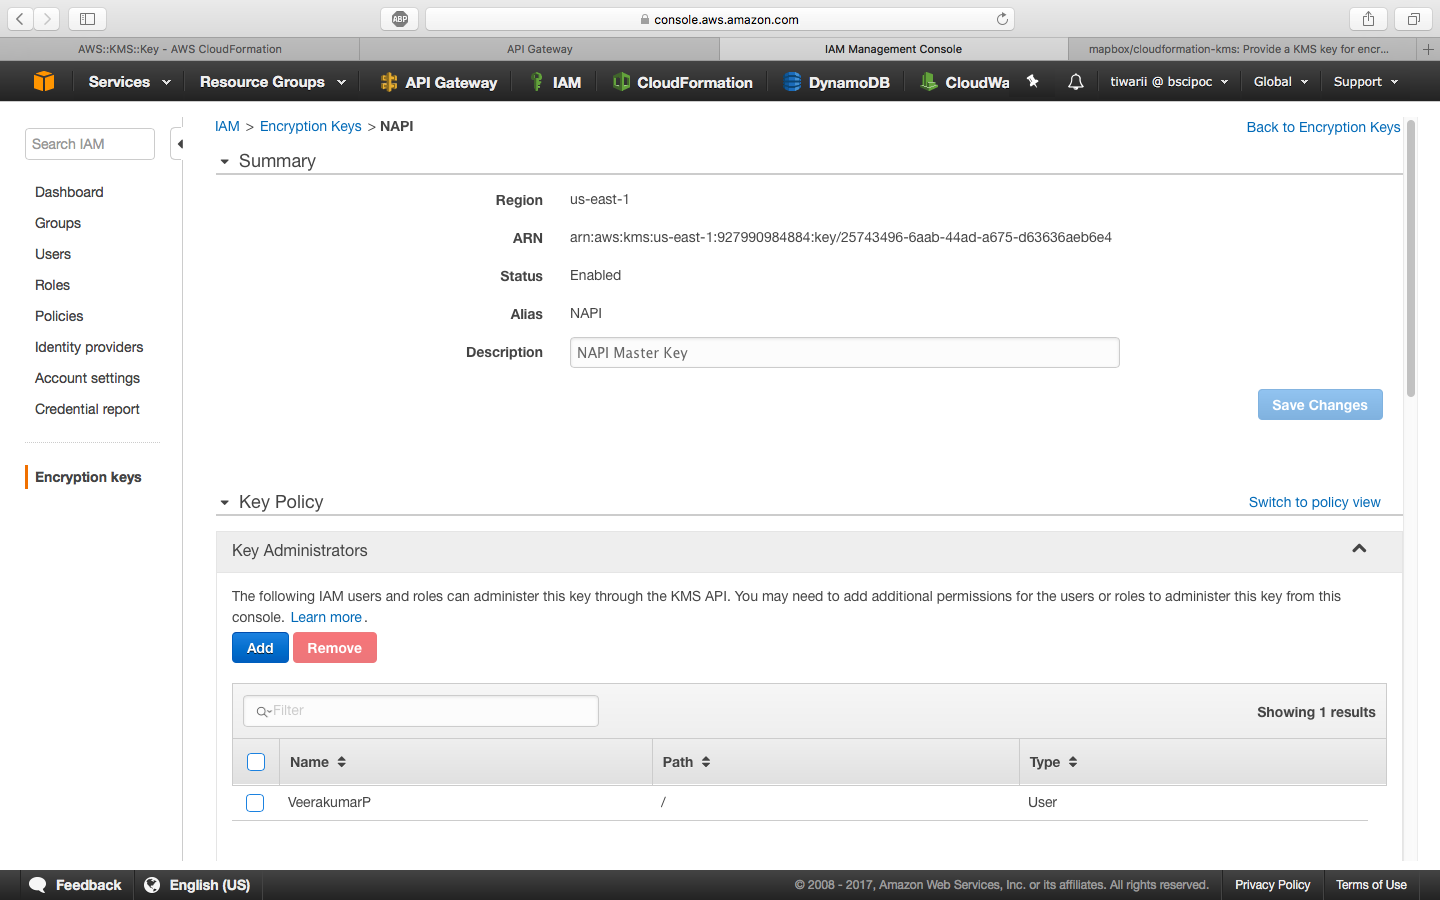 ABP
console.aws.amazon.com
AWS::KMS::Key - AWS CloudFormation
API Gateway
IAM Management Console
mapbox/cloudformation-kms: Provide a KMS key for encr...
Services
Resource Groups
API Gateway
IAM
CloudFormation
DynamoDB
CloudWa
tiwarii @ bscipoc
Global
Support
Search IAM
Dashboard
Groups
Users
Roles
Policies
Identity providers
Account settings
Credential report
Encryption keys
IAM > Encryption Keys > NAPI
Back to Encryption Keys
Summary
Region us-east-1
ARN arn:aws:kms:us-east-1:927990984884:key/25743496-6aab-44ad-a675-d63636aeb6e4
Status Enabled
Alias NAPI
Description NAPI Master Key
Save Changes
Key Policy
Switch to policy view
Key Administrators
The following IAM users and roles can administer this key through the KMS API. You may need to add additional permissions for the users or roles to administer this key from this
console. Learn more.
Add Remove
Filter
Showing 1 results
Name Path Type
VeerakumarP / User
Feedback
English (US)
© 2008 - 2017, Amazon Web Services, Inc. or its affiliates. All rights reserved.
Privacy Policy
Terms of Use